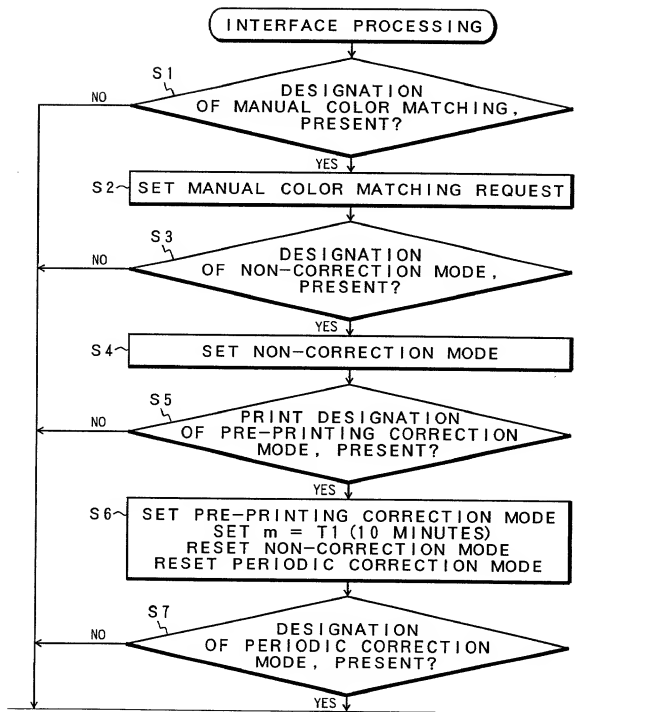 INTERFACE PROCESSING
S1
DESIGNATION
OF MANUAL COLOR MATCHING,
PRESENT?
NO
YES
S2
SET MANUAL COLOR MATCHING REQUEST
S3
DESIGNATION
OF NON-CORRECTION MODE,
PRESENT?
NO
YES
S4
SET NON-CORRECTION MODE
S5
PRINT DESIGNATION
OF PRE-PRINTING CORRECTION
MODE, PRESENT?
NO
YES
S6
SET PRE-PRINTING CORRECTION MODE
SET m = T1 (10 MINUTES)
RESET NON-CORRECTION MODE
RESET PERIODIC CORRECTION MODE
S7
DESIGNATION
OF PERIODIC CORRECTION
MODE, PRESENT?
NO
YES